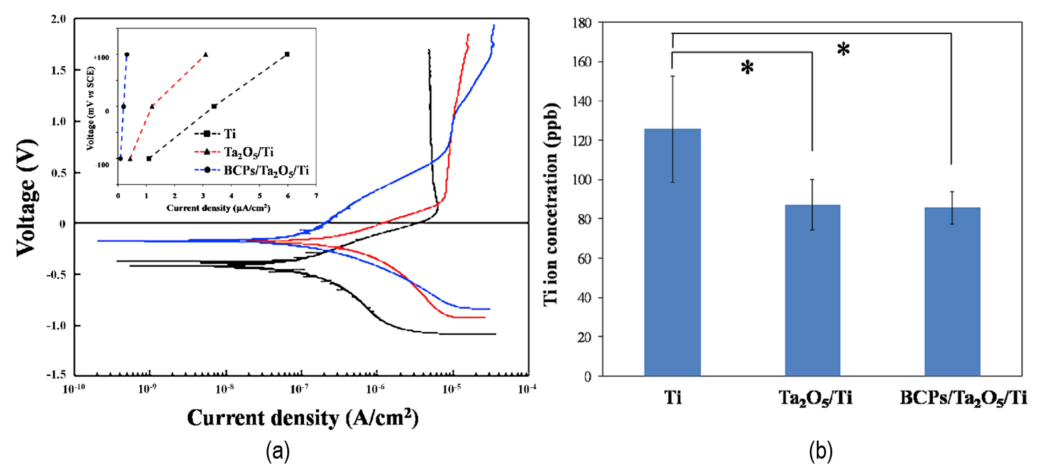 2.0
1.5
1.0
0.5
0
-0.5
-1.0
-1.5
Voltage (V)
10⁻¹⁰ 10⁻⁹ 10⁻⁸ 10⁻⁷ 10⁻⁶ 10⁻⁵ 10⁻⁴
Current density (A/cm²)
+100
0
-100
Voltage (mV vs SCE)
0 1 2 3 4 5 6 7
Current density (μA/cm²)
Ti
Ta₂O₅/Ti
BCPs/Ta₂O₅/Ti
(a)
180
160
140
120
100
80
60
40
20
0
Ti ion concetration (ppb)
*
*
Ti Ta₂O₅/Ti BCPs/Ta₂O₅/Ti
(b)